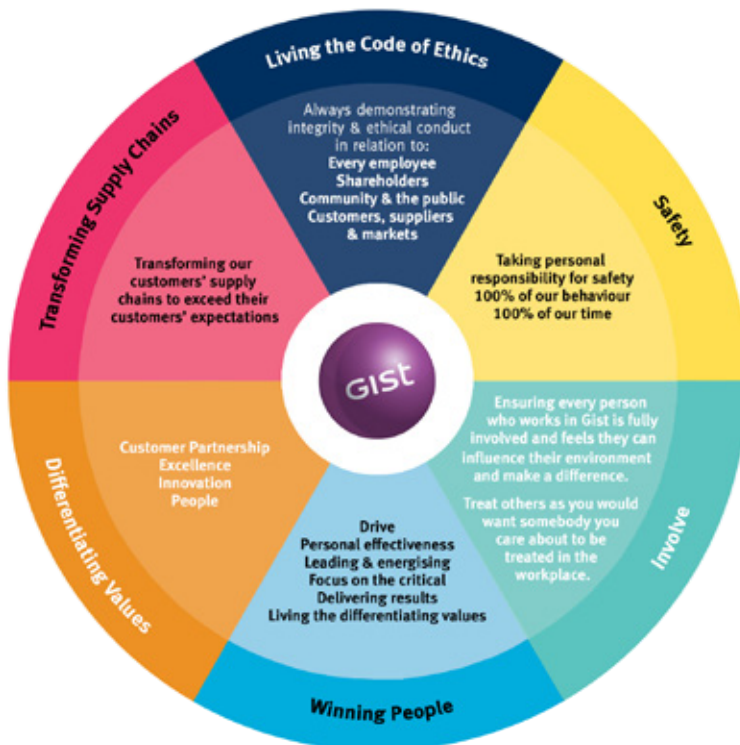 Living the Code of Ethics
Always demonstrating
integrity & ethical conduct
in relation to:
Every employee
Shareholders
Community & the public
Customers, suppliers
& markets
Safety
Taking personal
responsibility for safety
100% of our behaviour
100% of our time
Involve
Ensuring every person
who works in Gist is fully
involved and feels they can
influence their environment
and make a difference.
Treat others as you would
want somebody you
care about to be
treated in the
workplace.
Winning People
Drive
Personal effectiveness
Leading & energising
Focus on the critical
Delivering results
Living the differentiating values
Differentiating Values
Customer Partnership
Excellence
Innovation
People
Transforming Supply Chains
Transforming our
customers' supply
chains to exceed their
customers' expectations
GIST